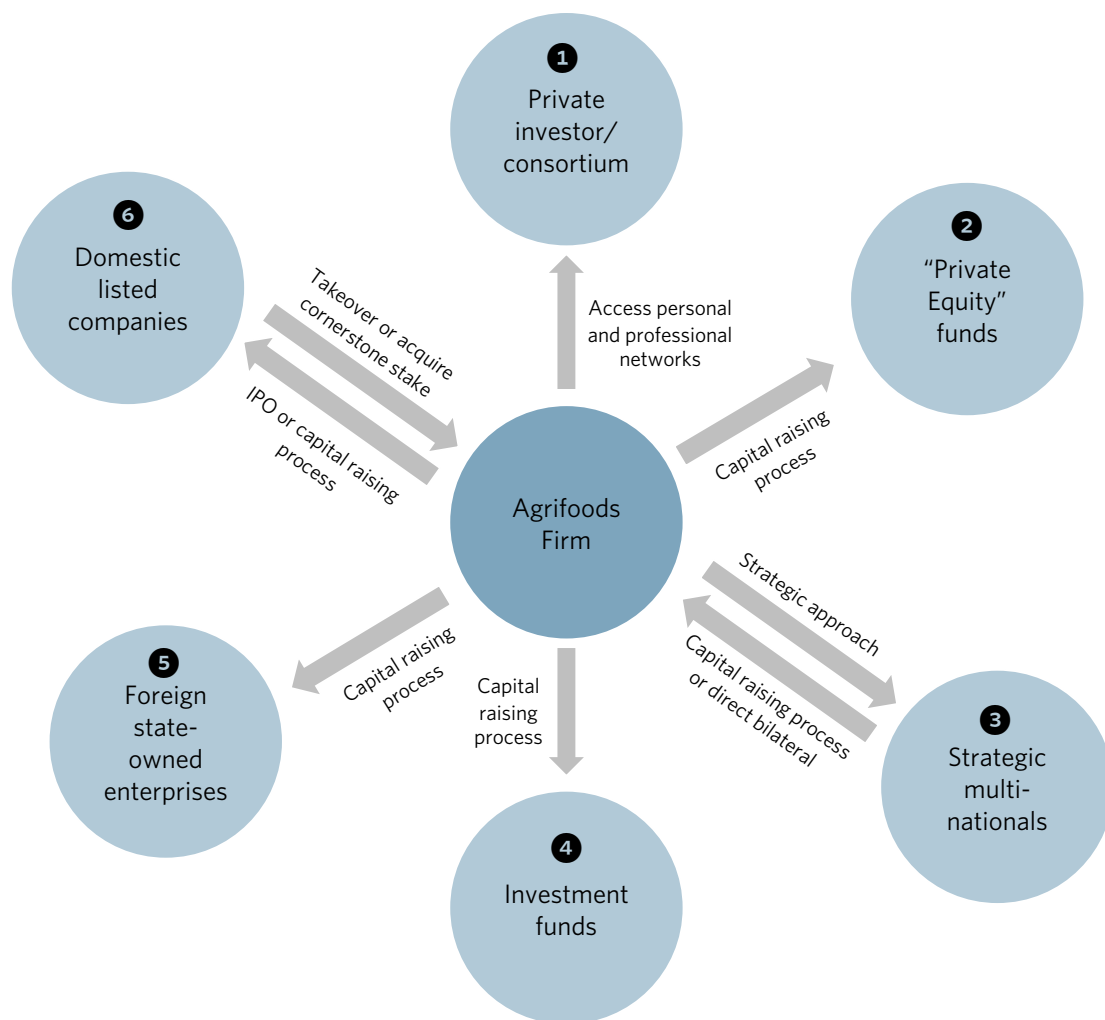 1
Private
investor/
consortium
2
“Private
Equity”
funds
3
Strategic
multi-
nationals
4
Investment
funds
5
Foreign
state-
owned
enterprises
6
Domestic
listed
companies
Agrifoods
Firm
Access personal
and professional
networks
Capital raising
process
Strategic approach
Capital raising process
or direct bilateral
Capital
raising
process
Capital raising
process
Takeover or acquire
cornerstone stake
IPO or capital raising
process